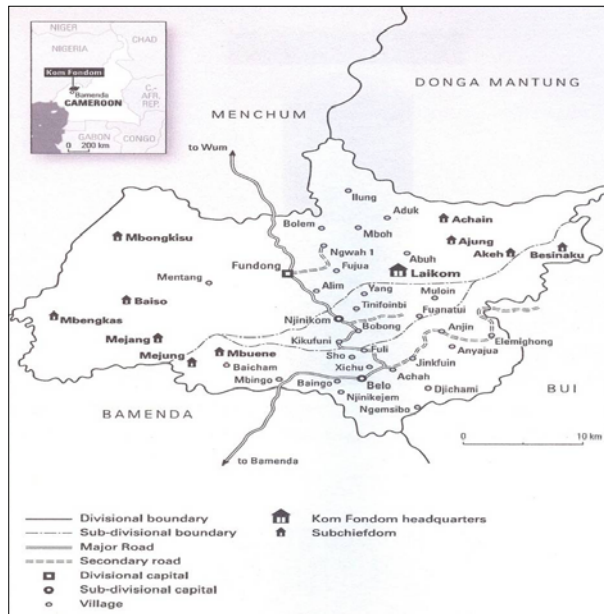 NIGER
NIGERIA
CHAD
Kom Fondom
Bamenda
CAMEROON
C.-
AFR.
REP.
GABON
CONGO
0 200 km
DONGA MANTUNG
MENCHUM
to Wum
Ilung
Aduk
Achain
Bolem
Mboh
Mbongkisu
Ngwah 1
Abuh
Ajung
Akeh
Besinaku
Fundong
Fujua
Laikom
Mentang
Alim
Yang
Muloin
Baiso
Tinifoinbi
Mbengkas
Njinikom
Fuanatui
Bobong
Anjin
Mejang
Kikufuni
Elemighong
Mbuene
Fuli
Anyajua
Mejung
Sho
Jinkfuin
Baicham
Xichu
Achah
Mbingo
Baingo
Belo
Djichami
BUI
Njinikejem
BAMENDA
Ngemsibo
0 10 km
to Bamenda
Divisional boundary
Sub-divisional boundary
Major Road
Secondary road
Divisional capital
Sub-divisional capital
Village
Kom Fondom headquarters
Subchiefdom